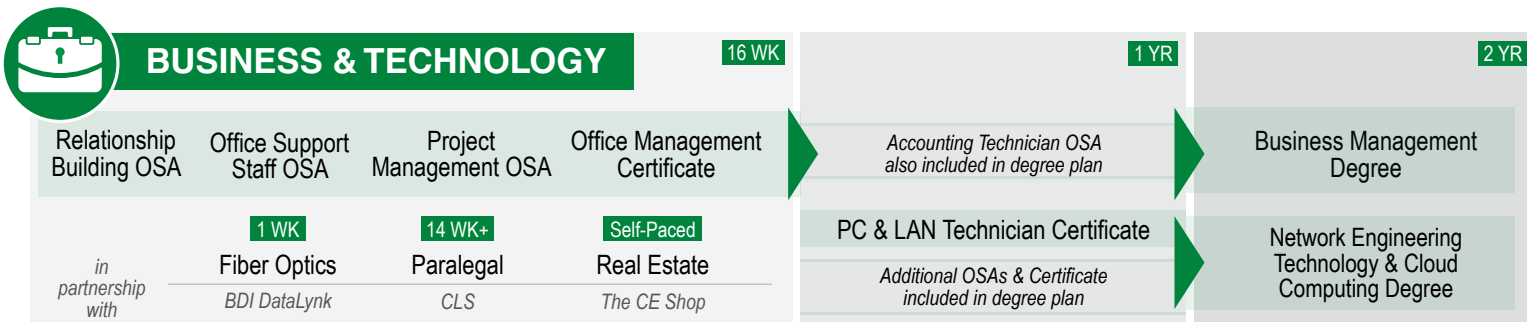 BUSINESS & TECHNOLOGY
16 WK
1 YR
2 YR
Relationship
Building OSA
Office Support
Staff OSA
Project
Management OSA
Office Management
Certificate
Accounting Technician OSA
also included in degree plan
Business Management
Degree
in
partnership
with
1 WK
Fiber Optics
BDI DataLynk
14 WK+
Paralegal
CLS
Self-Paced
Real Estate
The CE Shop
PC & LAN Technician Certificate
Additional OSAs & Certificate
included in degree plan
Network Engineering
Technology & Cloud
Computing Degree